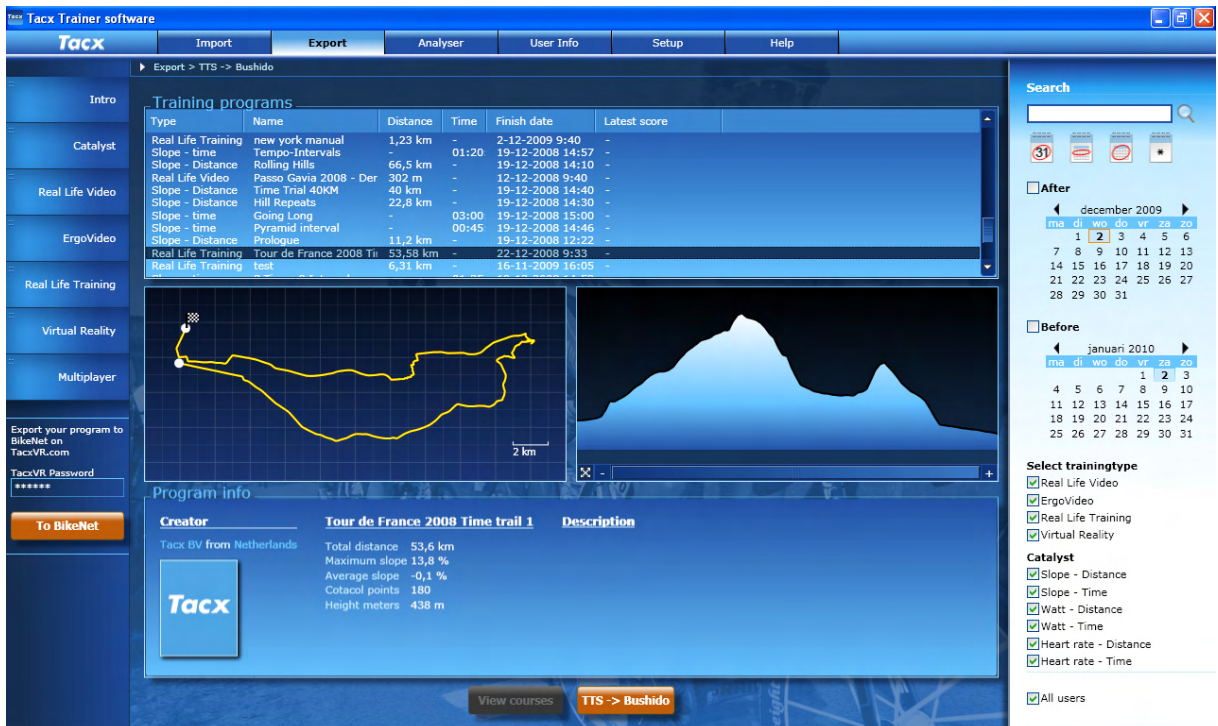 Tacx Trainer software
Tacx
Import
Export
Analyser
User Info
Setup
Help
Export > TTS -> Bushido
Intro
Catalyst
Real Life Video
ErgoVideo
Real Life Training
Virtual Reality
Multiplayer
Export your program to
BikeNet on
TacxVR.com
TacxVR Password
******
To BikeNet
Training programs
Type Name Distance Time Finish date Latest score
Real Life Training new york manual 1,23 km - 2-12-2009 9:40 -
Slope - time Tempo-Intervals - 01:20 19-12-2008 14:57 -
Slope - Distance Rolling Hills 66,5 km - 19-12-2008 14:10 -
Real Life Video Passo Gavia 2008 - Der 302 m - 12-12-2008 9:40 -
Slope - Distance Time Trial 40KM 40 km - 19-12-2008 14:40 -
Slope - Distance Hill Repeats 22,8 km - 19-12-2008 14:30 -
Slope - time Going Long - 03:00 19-12-2008 15:00 -
Slope - time Pyramid interval - 00:45 19-12-2008 14:46 -
Slope - Distance Prologue 11,2 km - 19-12-2008 12:22 -
Real Life Training Tour de France 2008 Ti 53,58 km - 22-12-2008 9:33 -
Real Life Training test 6,31 km - 16-11-2009 16:05 -
2 km
- +
Program info
Creator
Tacx BV from Netherlands
Tacx
Tour de France 2008 Time trail 1
Total distance 53,6 km
Maximum slope 13,8 %
Average slope -0,1 %
Cotacol points 180
Height meters 438 m
Description
View courses
TTS -> Bushido
Search
31
*
After
december 2009
ma di wo do vr za zo
1 2 3 4 5 6
7 8 9 10 11 12 13
14 15 16 17 18 19 20
21 22 23 24 25 26 27
28 29 30 31
Before
januari 2010
ma di wo do vr za zo
1 2 3
4 5 6 7 8 9 10
11 12 13 14 15 16 17
18 19 20 21 22 23 24
25 26 27 28 29 30 31
Select trainingtype
Real Life Video
ErgoVideo
Real Life Training
Virtual Reality
Catalyst
Slope - Distance
Slope - Time
Watt - Distance
Watt - Time
Heart rate - Distance
Heart rate - Time
All users